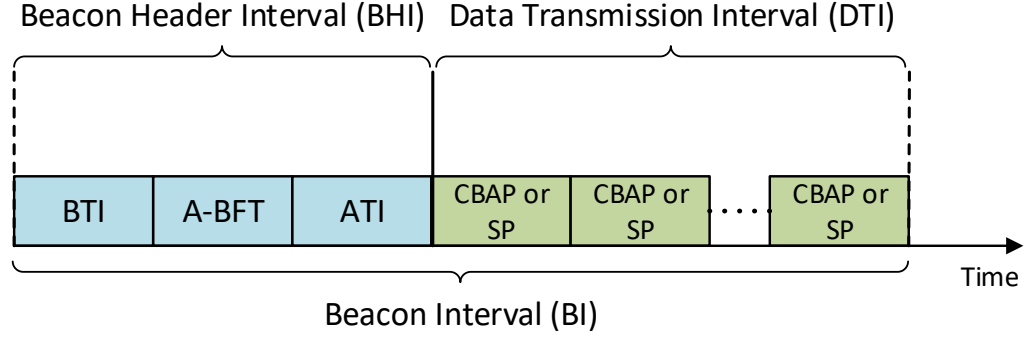 Beacon Header Interval (BHI) Data Transmission Interval (DTI)
BTI A-BFT ATI CBAP or SP CBAP or SP ..... CBAP or SP
Time
Beacon Interval (BI)